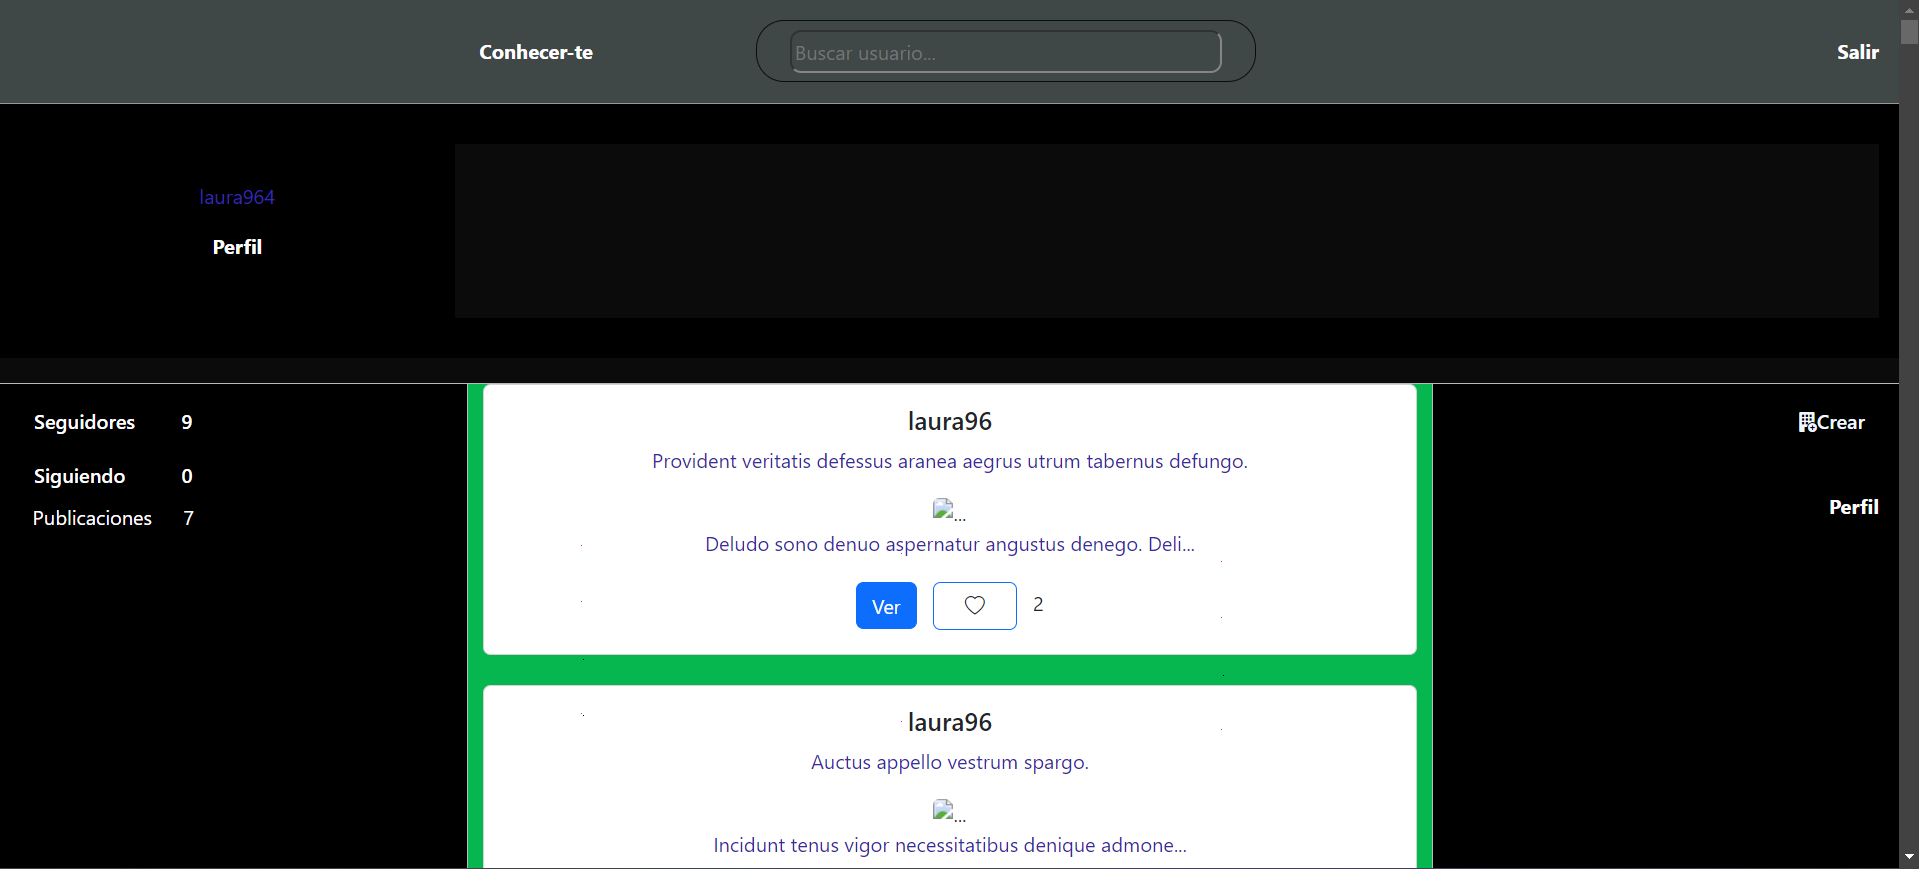 Conhecer-te
Buscar usuario...
Salir
laura964
Perfil
Seguidores 9
Siguiendo 0
Publicaciones 7
laura96
Provident veritatis defessus aranea aegrus utrum tabernus defungo.
...
Deludo sono denuo aspernatur angustus denego. Deli...
Ver
2
laura96
Auctus appello vestrum spargo.
...
Incidunt tenus vigor necessitatibus denique admone...
Crear
Perfil